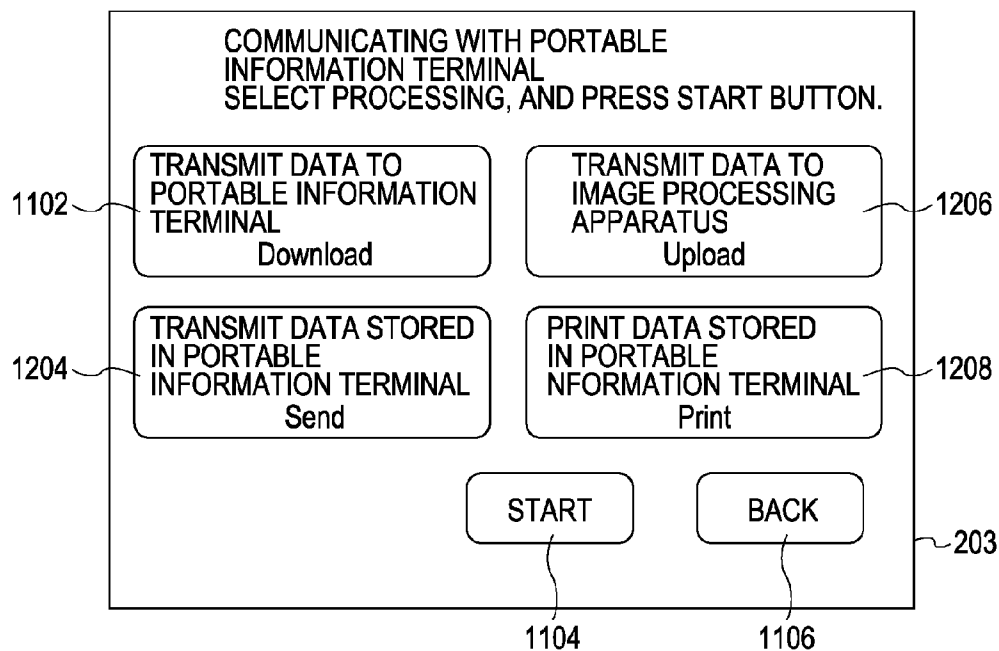 COMMUNICATING WITH PORTABLE
INFORMATION TERMINAL
SELECT PROCESSING, AND PRESS START BUTTON.
TRANSMIT DATA TO
PORTABLE INFORMATION
TERMINAL
Download
1102
TRANSMIT DATA TO
IMAGE PROCESSING
APPARATUS
Upload
1206
TRANSMIT DATA STORED
IN PORTABLE
INFORMATION TERMINAL
Send
1204
PRINT DATA STORED
IN PORTABLE
NFORMATION TERMINAL
Print
1208
START
BACK
203
1104
1106